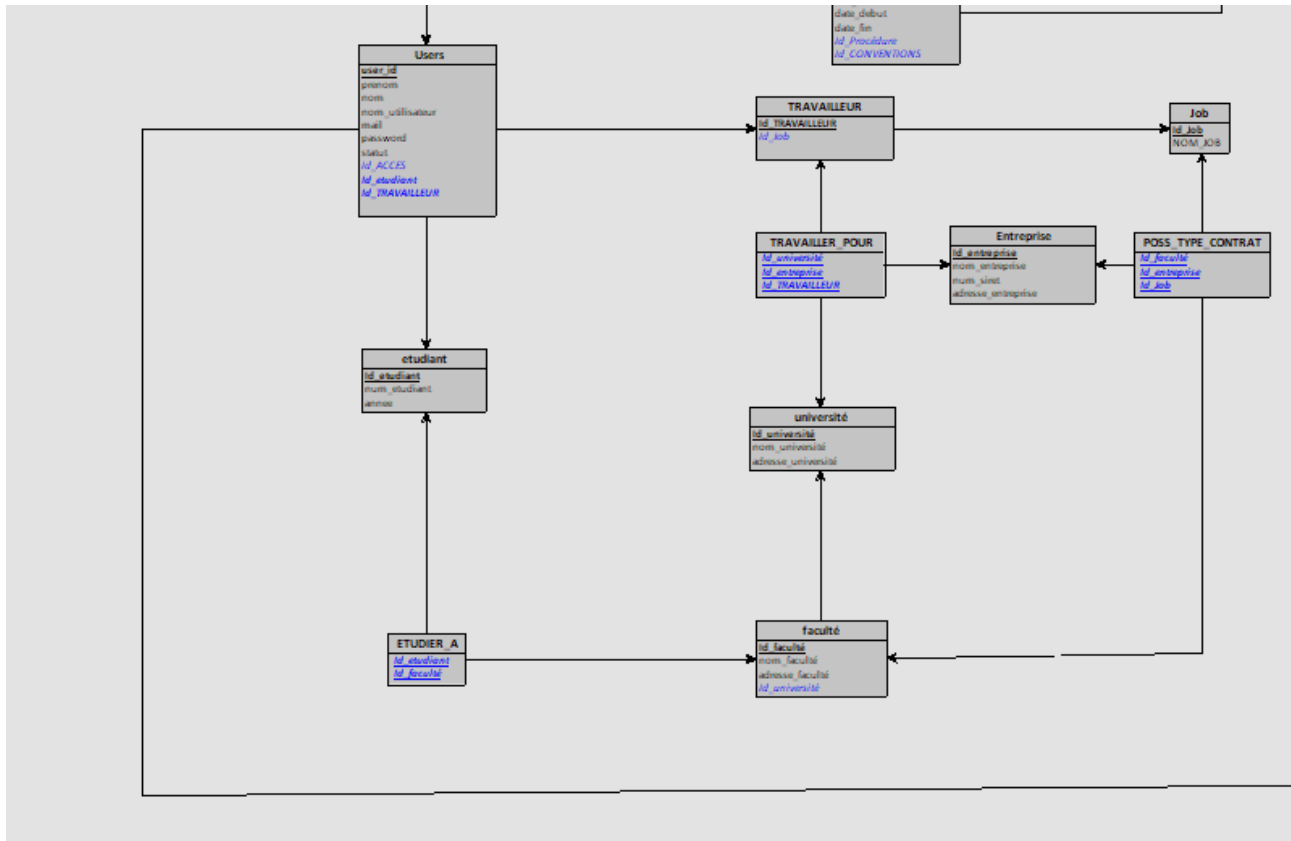 date_debut
date_fin
Id_Procédure
Id_CONVENTIONS
Users
user_id
prenom
nom
nom_utilisateur
mail
password
statut
Id_ACCES
Id_etudiant
Id_TRAVAILLEUR
TRAVAILLEUR
Id_TRAVAILLEUR
Id_Job
Job
Id_Job
NOM_JOB
TRAVAILLER_POUR
Id_université
Id_entreprise
Id_TRAVAILLEUR
Entreprise
Id_entreprise
nom_entreprise
num_siret
adresse_entreprise
POSS_TYPE_CONTRAT
Id_faculté
Id_entreprise
Id_Job
etudiant
Id_etudiant
num_etudiant
annee
université
Id_université
nom_université
adresse_université
ETUDIER_A
Id_etudiant
Id_faculté
faculté
Id_faculté
nom_faculté
adresse_faculté
Id_université